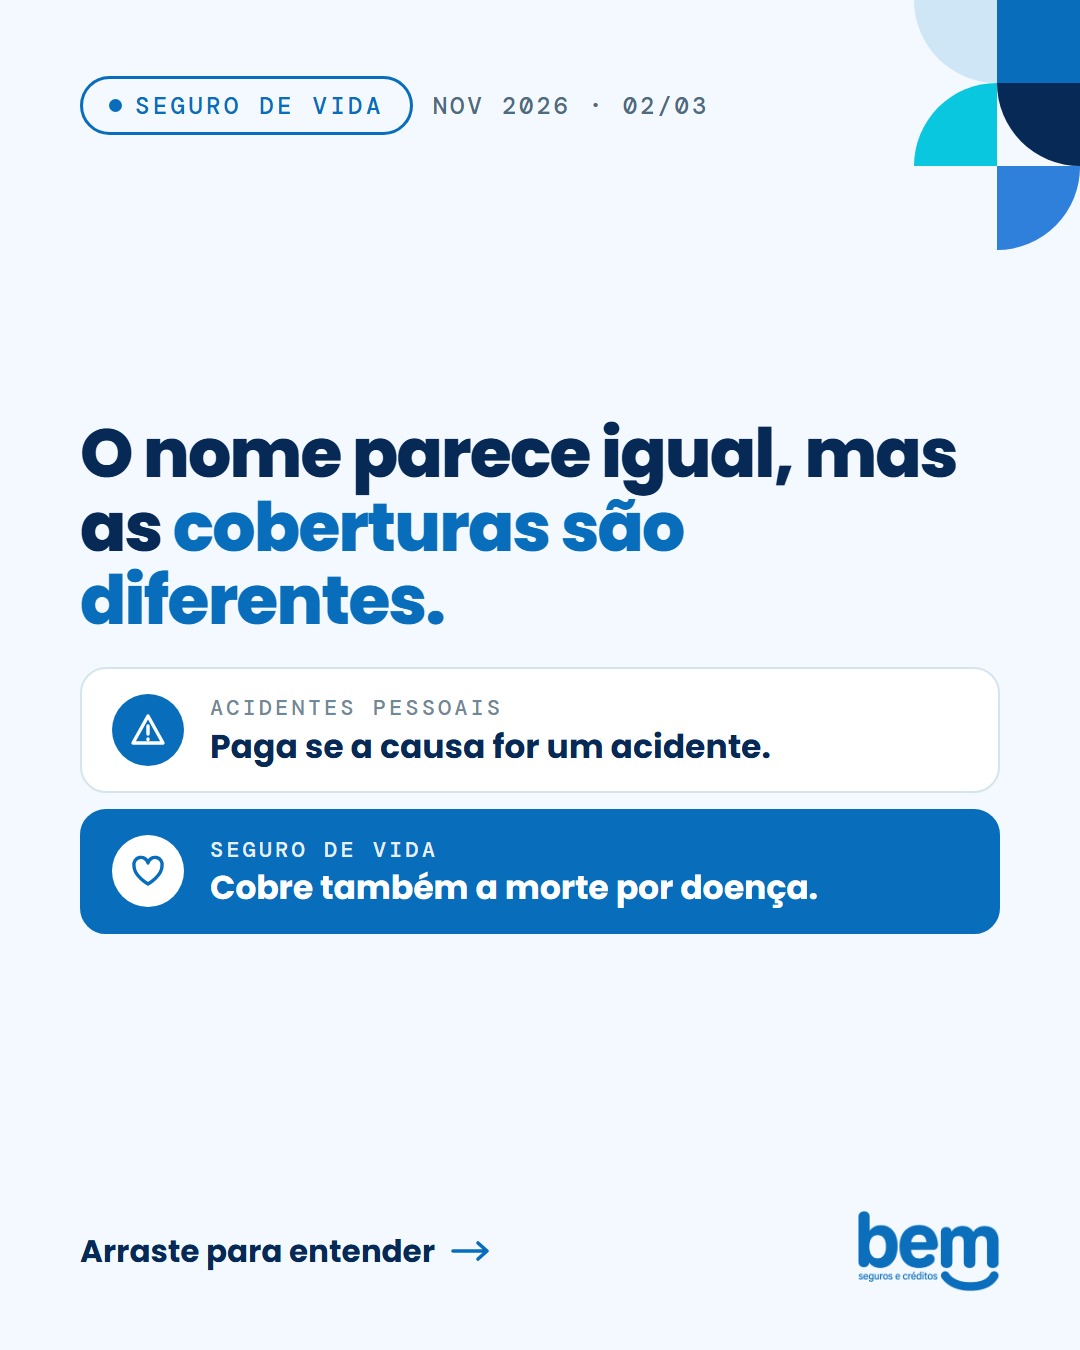 SEGURO DE VIDA NOV 2026 · 02/03
O nome parece igual, mas
as coberturas são
diferentes.
ACIDENTES PESSOAIS
Paga se a causa for um acidente.
SEGURO DE VIDA
Cobre também a morte por doença.
Arraste para entender →
bem
seguros e créditos